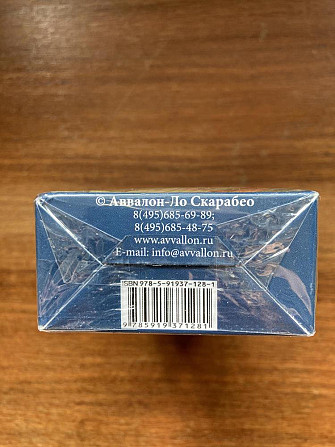 © Аввалон-Ло Скарабео
8(495)685-69-89;
8(495)685-48-75
www.avvallon.ru
E-mail: info@avvallon.ru
ISBN 978-5-91937-128-1
9 785919 371281